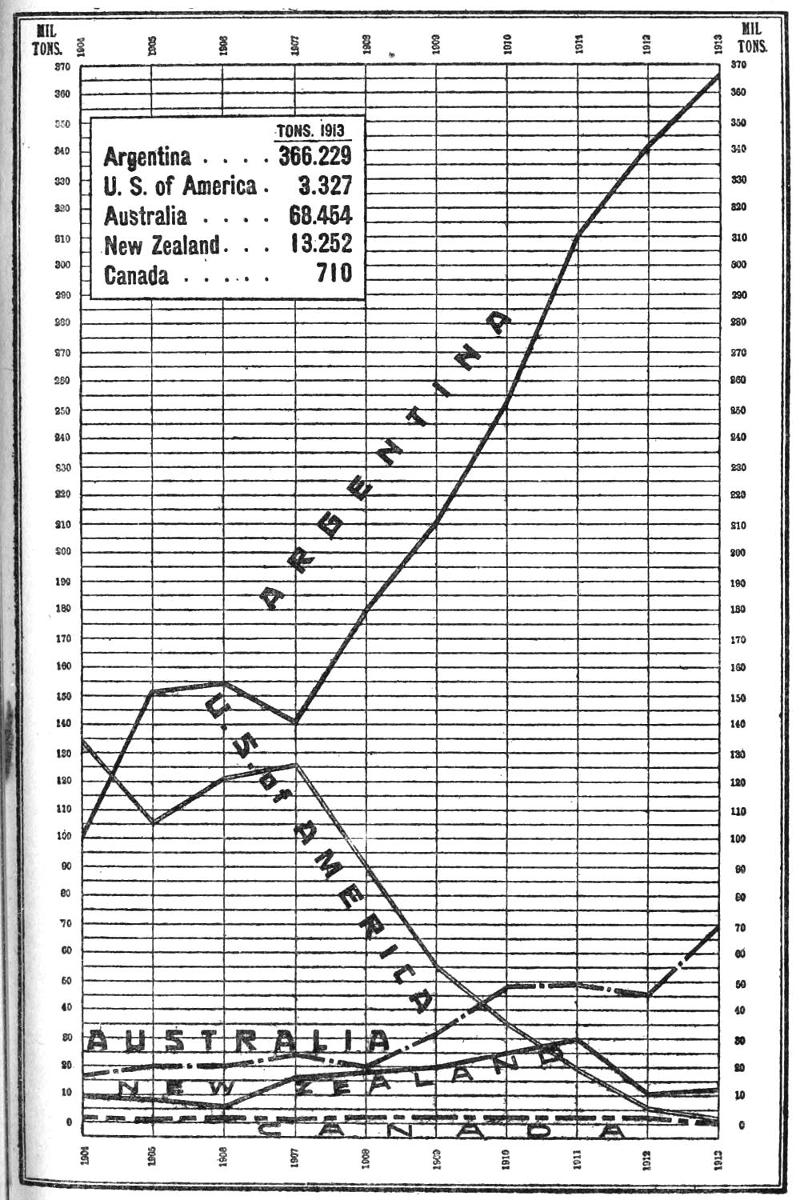 MIL TONS. 1904 1905 1906 1907 1908 1909 1910 1911 1912 1913 MIL TONS.
370 370
360 360
350 350
340 340
330 330
320 320
310 310
300 300
290 290
280 280
270 270
260 260
250 250
240 240
230 230
220 220
210 210
200 200
190 190
180 180
170 170
160 160
150 150
140 140
130 130
120 120
110 110
100 100
90 90
80 80
70 70
60 60
50 50
40 40
30 30
20 20
10 10
0 0
TONS. 1913
Argentina . . . . 366.229
U. S. of America . 3.327
Australia . . . . 68.454
New Zealand . . . 13.252
Canada . . . . . . 710
ARGENTINA
U.S. of AMERICA
AUSTRALIA
NEW ZEALAND
CANADA
1904 1905 1906 1907 1908 1909 1910 1911 1912 1913